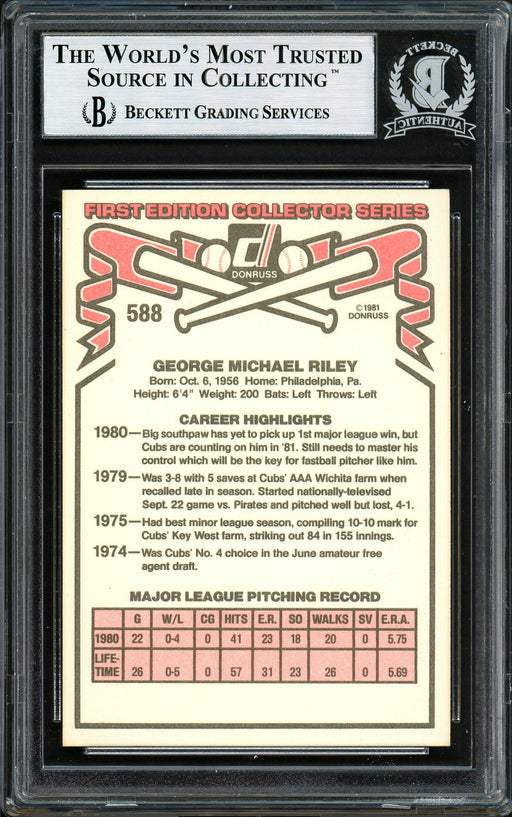 THE WORLD'S MOST TRUSTED
SOURCE IN COLLECTING™
B BECKETT GRADING SERVICES
BECKETT
B
AUTHENTIC
FIRST EDITION COLLECTOR SERIES
d
DONRUSS
588
© 1981
DONRUSS
GEORGE MICHAEL RILEY
Born: Oct. 6, 1956 Home: Philadelphia, Pa.
Height: 6'4" Weight: 200 Bats: Left Throws: Left
CAREER HIGHLIGHTS
1980—Big southpaw has yet to pick up 1st major league win, but
Cubs are counting on him in '81. Still needs to master his
control which will be the key for fastball pitcher like him.
1979—Was 3-8 with 5 saves at Cubs' AAA Wichita farm when
recalled late in season. Started nationally-televised
Sept. 22 game vs. Pirates and pitched well but lost, 4-1.
1975—Had best minor league season, compiling 10-10 mark for
Cubs' Key West farm, striking out 84 in 155 innings.
1974—Was Cubs' No. 4 choice in the June amateur free
agent draft.
MAJOR LEAGUE PITCHING RECORD
G W/L CG HITS E.R. SO WALKS SV E.R.A.
1980 22 0-4 0 41 23 18 20 0 5.75
LIFE-
TIME 26 0-5 0 57 31 23 26 0 5.69